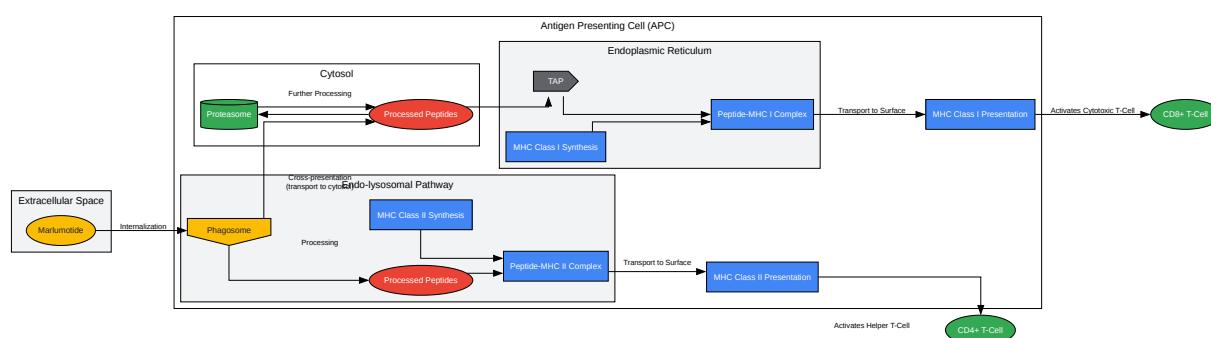 Antigen Presenting Cell (APC)
Endoplasmic Reticulum
Cytosol
TAP
Further Processing
Proteasome
Processed Peptides
Peptide-MHC I Complex
Transport to Surface
MHC Class I Presentation
Activates Cytotoxic T-Cell
CD8+ T-Cell
MHC Class I Synthesis
Cross-presentation
(transport to cytosol)
Endo-lysosomal Pathway
Extracellular Space
Marlumotide
Internalization
Phagosome
MHC Class II Synthesis
Processing
Peptide-MHC II Complex
Transport to Surface
MHC Class II Presentation
Processed Peptides
Activates Helper T-Cell
CD4+ T-Cell